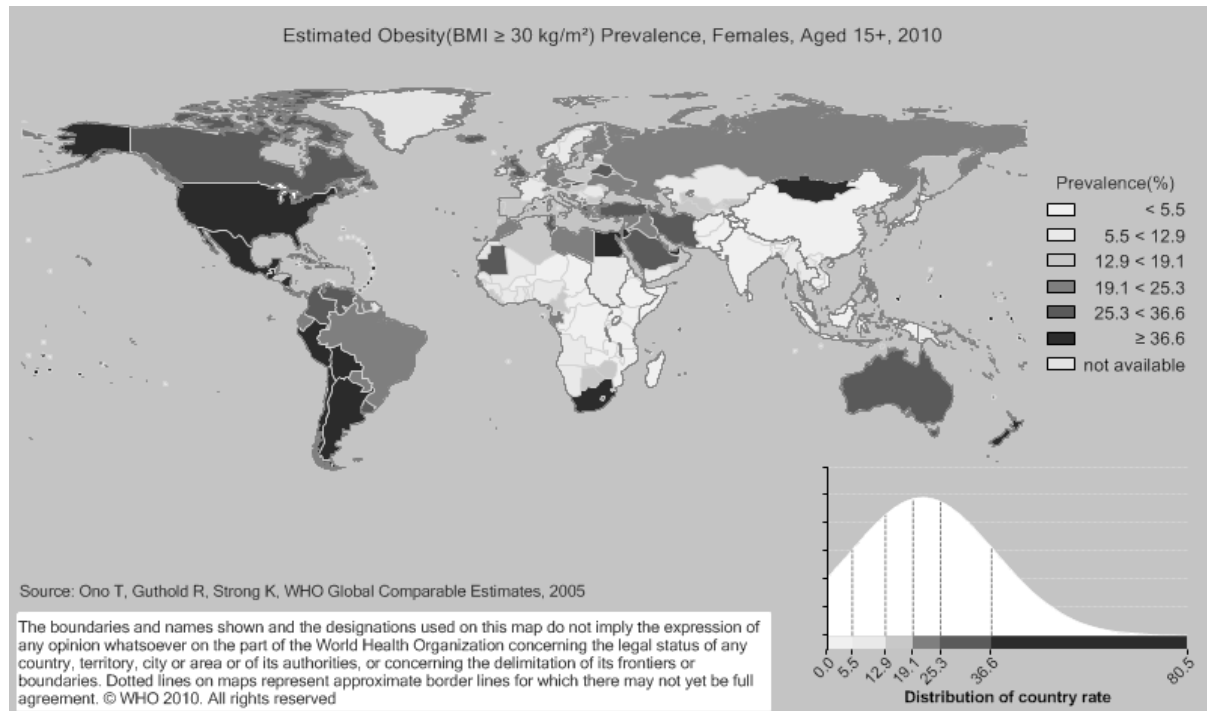 Estimated Obesity(BMI ≥ 30 kg/m²) Prevalence, Females, Aged 15+, 2010
Prevalence(%)
< 5.5
5.5 < 12.9
12.9 < 19.1
19.1 < 25.3
25.3 < 36.6
≥ 36.6
not available
Source: Ono T, Guthold R, Strong K, WHO Global Comparable Estimates, 2005
The boundaries and names shown and the designations used on this map do not imply the expression of
any opinion whatsoever on the part of the World Health Organization concerning the legal status of any
country, territory, city or area or of its authorities, or concerning the delimitation of its frontiers or
boundaries. Dotted lines on maps represent approximate border lines for which there may not yet be full
agreement. © WHO 2010. All rights reserved
0.0 5.5 12.9 19.1 25.3 36.6 80.5
Distribution of country rate